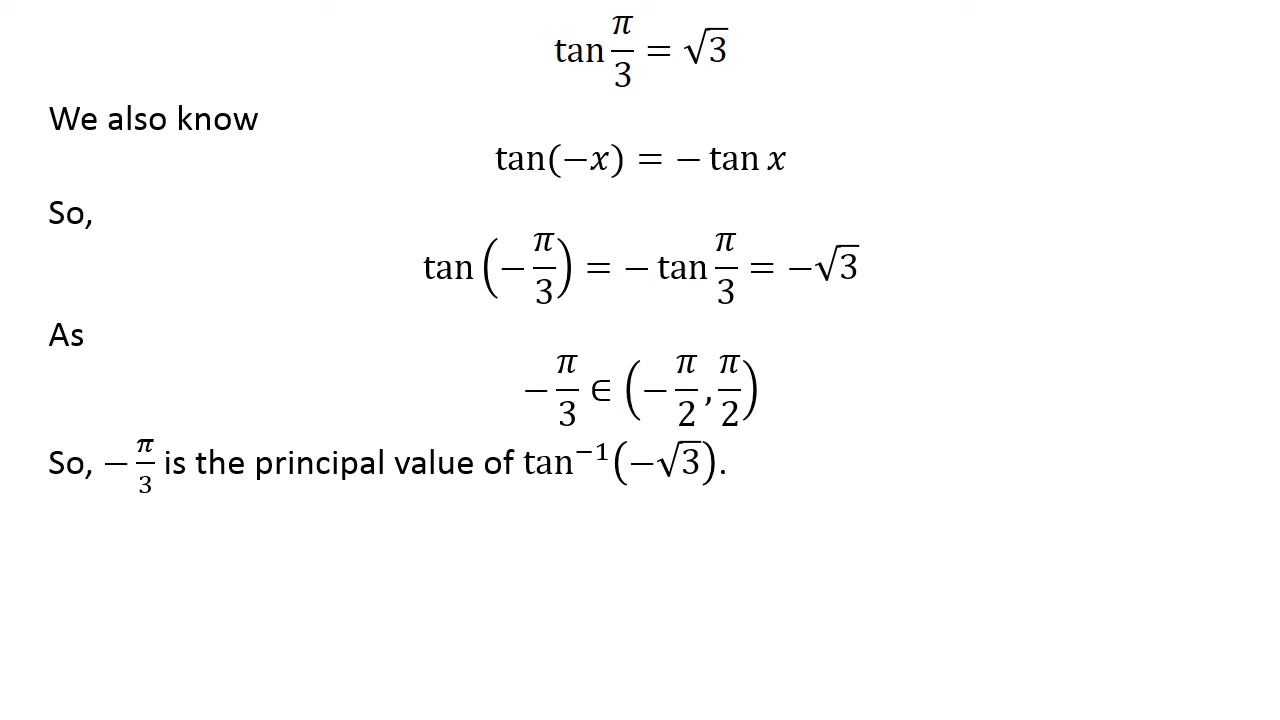 tan π/3 = √3
We also know
tan(−x) = − tan x
So,
tan (−π/3) = − tan π/3 = −√3
As
−π/3 ∈ (−π/2, π/2)
So, −π/3 is the principal value of tan⁻¹(−√3).